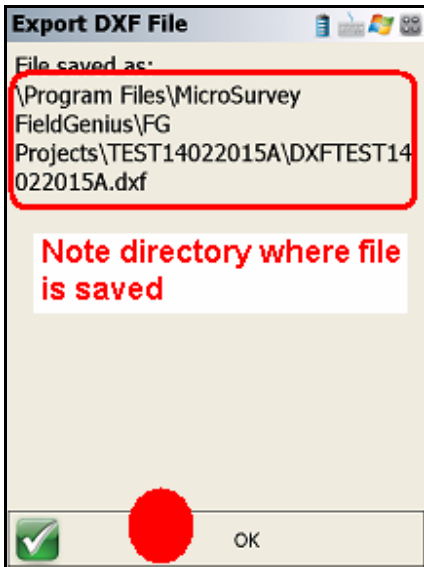 Export DXF File
File saved as:
\Program Files\MicroSurvey
FieldGenius\FG
Projects\TEST14022015A\DXFTEST14
022015A.dxf
Note directory where file
is saved
OK